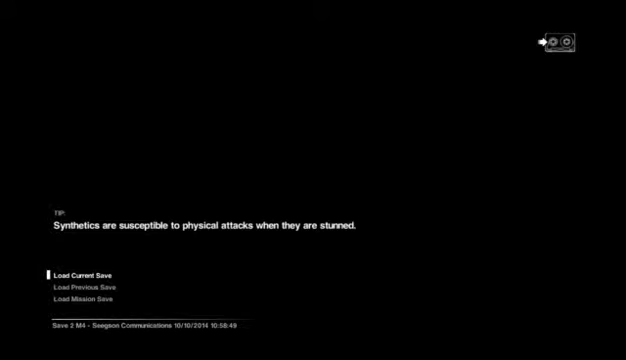 TIP:
Synthetics are susceptible to physical attacks when they are stunned.
Load Current Save
Load Previous Save
Load Mission Save
Save 2 M4 - Seegson Communications 10/10/2014 10:58:49